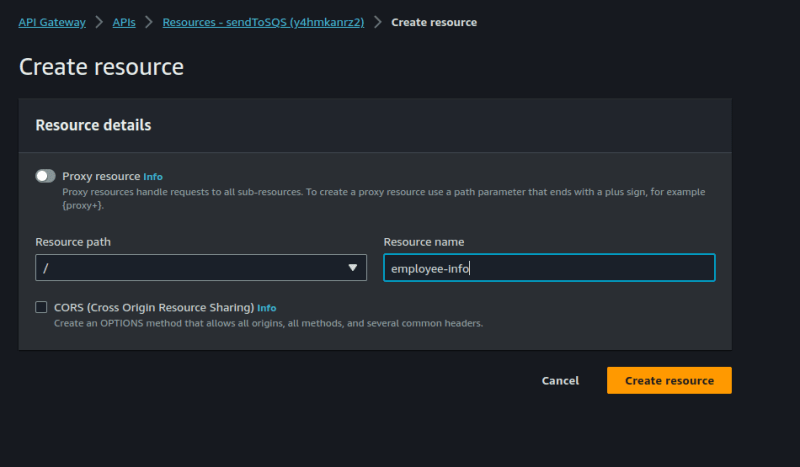 API Gateway > APIs > Resources - sendToSQS (y4hmkanrz2) > Create resource
Create resource
Resource details
Proxy resource Info
Proxy resources handle requests to all sub-resources. To create a proxy resource use a path parameter that ends with a plus sign, for example
{proxy+}.
Resource path
/
Resource name
employee-info
CORS (Cross Origin Resource Sharing) Info
Create an OPTIONS method that allows all origins, all methods, and several common headers.
Cancel
Create resource